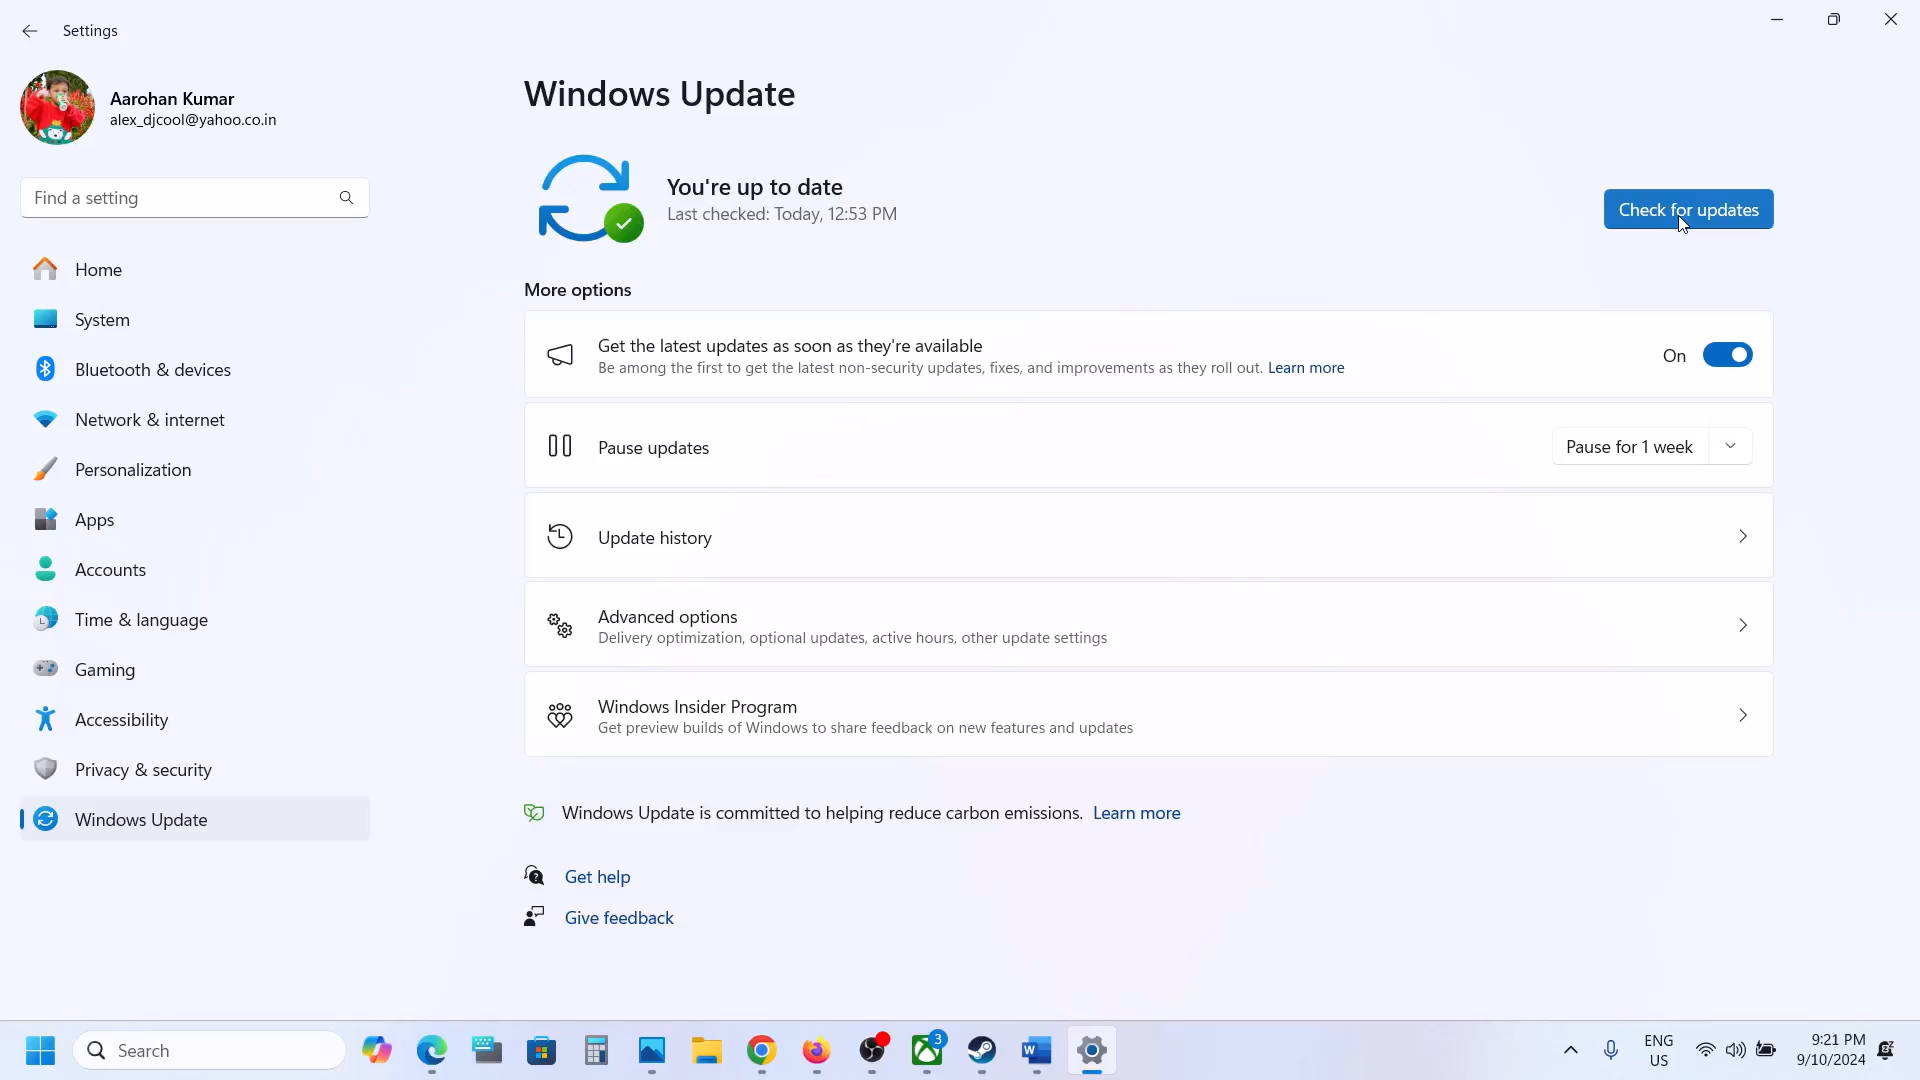 Settings
Aarohan Kumar
alex_djcool@yahoo.co.in
Find a setting
Home
System
Bluetooth & devices
Network & internet
Personalization
Apps
Accounts
Time & language
Gaming
Accessibility
Privacy & security
Windows Update
Windows Update
You're up to date
Last checked: Today, 12:53 PM
Check for updates
More options
Get the latest updates as soon as they're available
Be among the first to get the latest non-security updates, fixes, and improvements as they roll out. Learn more
On
Pause updates
Pause for 1 week
Update history
Advanced options
Delivery optimization, optional updates, active hours, other update settings
Windows Insider Program
Get preview builds of Windows to share feedback on new features and updates
Windows Update is committed to helping reduce carbon emissions. Learn more
Get help
Give feedback
Search
3
ENG
US
9:21 PM
9/10/2024